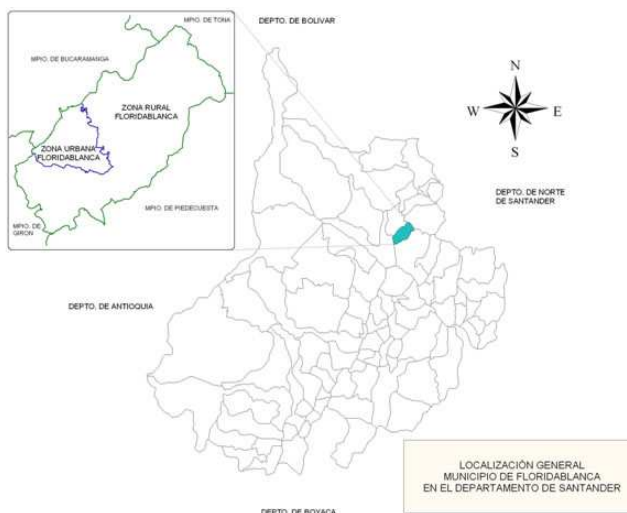 MPIO. DE TONA
DEPTO. DE BOLIVAR
MPIO. DE BUCARAMANGA
ZONA RURAL
FLORIDABLANCA
ZONA URBANA
FLORIDABLANCA
MPIO. DE PIEDECUESTA
MPIO. DE
GIRON
N
W
E
S
DEPTO. DE NORTE
DE SANTANDER
DEPTO. DE ANTIOQUIA
LOCALIZACIÓN GENERAL
MUNICIPIO DE FLORIDABLANCA
EN EL DEPARTAMENTO DE SANTANDER
DEPTO. DE BOYACA